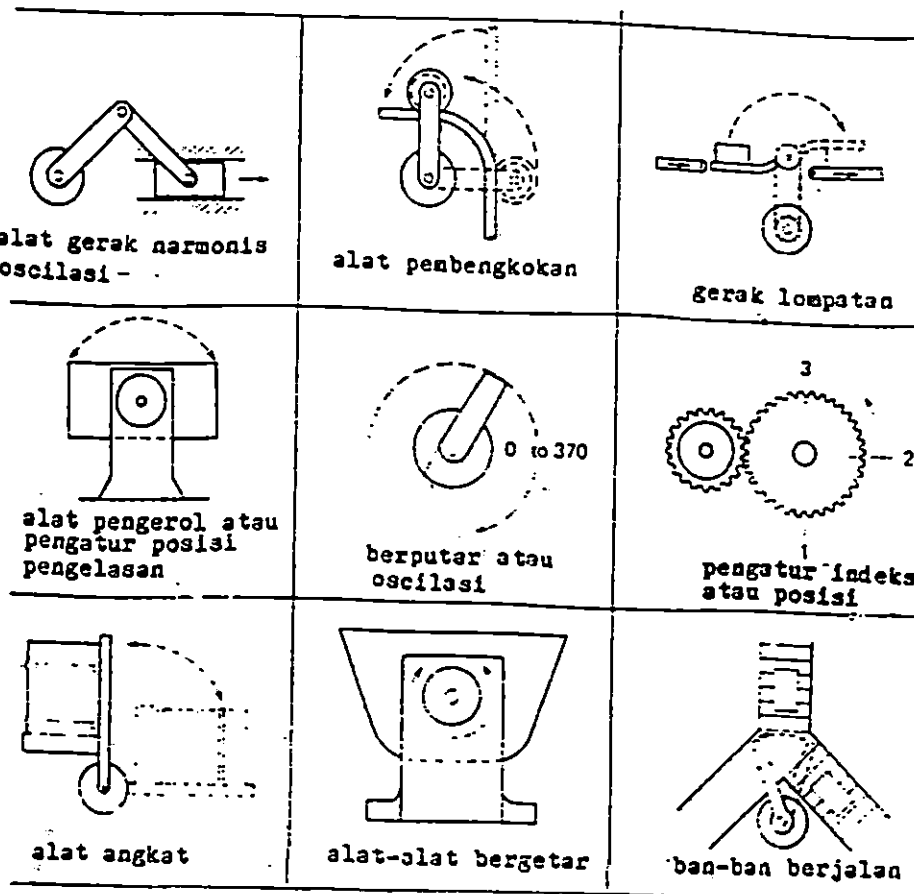 alat gerak narmonis
oscilasi -
alat pembengkokan
gerak lompatan
alat pengerol atau
pengatur posisi
pengelasan
0 to 370
berputar atau
oscilasi
3
2
1
pengatur indeks
atau posisi
alat angkat
alat-alat bergetar
ban-ban berjalan